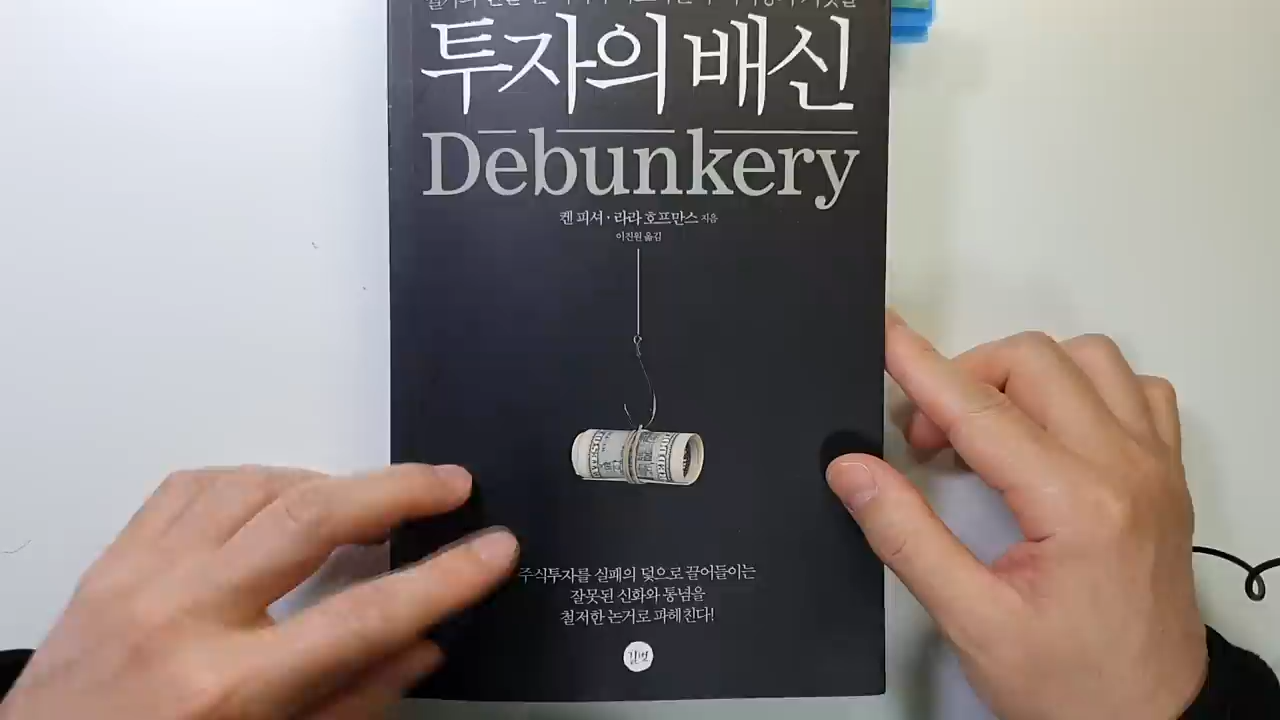 투자의 배신
Debunkery
켄 피셔 · 라라 호프만스 지음
이진원 옮김
주식투자를 실패의 덫으로 끌어들이는
잘못된 신화와 통념을
철저한 논거로 파헤친다!
길벗